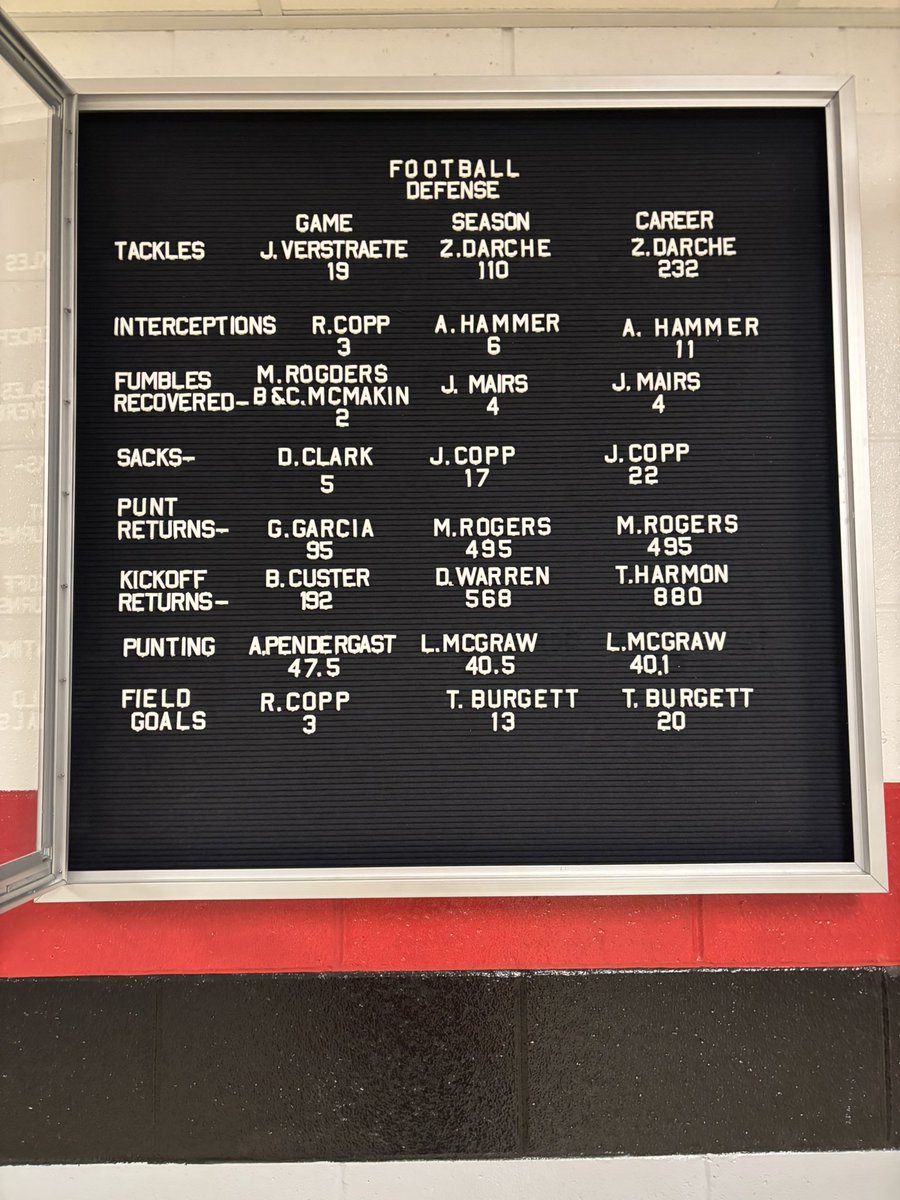 FOOTBALL
DEFENSE
GAME SEASON CAREER
TACKLES J. VERSTRAETE Z. DARCHE Z. DARCHE
19 110 232
INTERCEPTIONS R. COPP A. HAMMER A. HAMMER
3 6 11
FUMBLES M. ROGDERS J. MAIRS J. MAIRS
RECOVERED- B & C. MCMAKIN 4 4
2
SACKS- D. CLARK J. COPP J. COPP
5 17 22
PUNT
RETURNS- G. GARCIA M. ROGERS M. ROGERS
95 495 495
KICKOFF B. CUSTER D. WARREN T. HARMON
RETURNS- 192 568 880
PUNTING A. PENDERGAST L. MCGRAW L. MCGRAW
47.5 40.5 40.1
FIELD R. COPP T. BURGETT T. BURGETT
GOALS 3 13 20